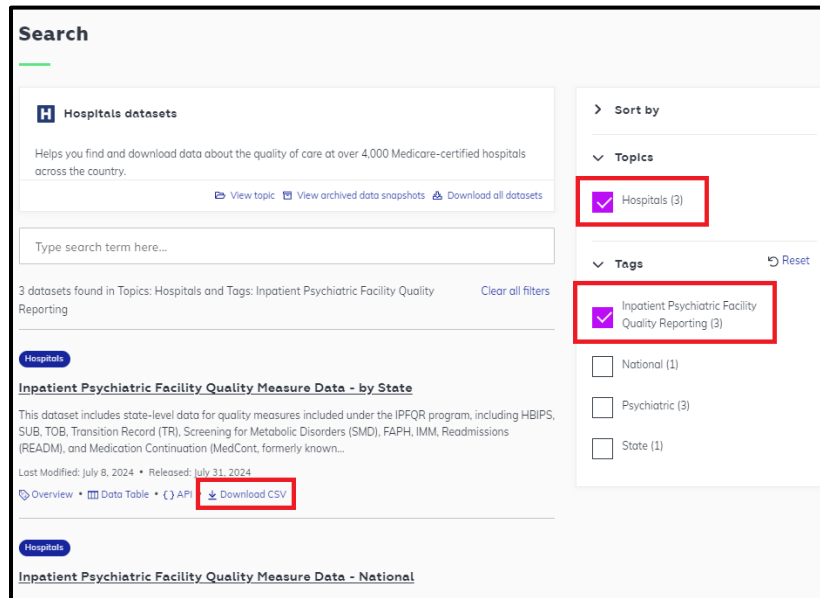 Search
Hospitals datasets
Helps you find and download data about the quality of care at over 4,000 Medicare-certified hospitals
across the country.
View topic View archived data snapshots Download all datasets
Type search term here...
3 datasets found in Topics: Hospitals and Tags: Inpatient Psychiatric Facility Quality
Reporting
Clear all filters
Hospitals
Inpatient Psychiatric Facility Quality Measure Data - by State
This dataset includes state-level data for quality measures included under the IPFQR program, including HBIPS,
SUB, TOB, Transition Record (TR), Screening for Metabolic Disorders (SMD), FAPH, IMM, Readmissions
(READM), and Medication Continuation (MedCont, formerly known...
Last Modified: July 8, 2024 • Released: July 31, 2024
Overview • Data Table • {} API • Download CSV
Hospitals
Inpatient Psychiatric Facility Quality Measure Data - National
Sort by
Topics
Hospitals (3)
Tags
Reset
Inpatient Psychiatric Facility
Quality Reporting (3)
National (1)
Psychiatric (3)
State (1)